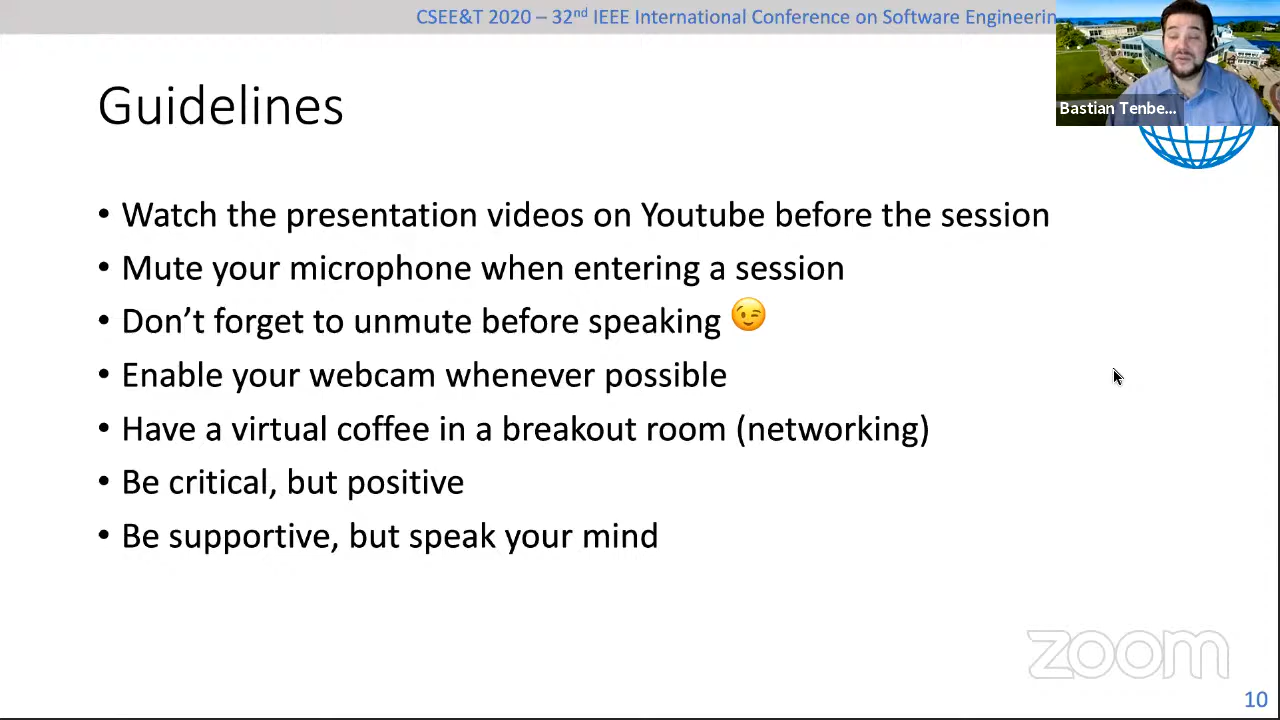 CSEE&T 2020 – 32nd IEEE International Conference on Software Engineerin
Bastian Tenbe...
Guidelines
• Watch the presentation videos on Youtube before the session
• Mute your microphone when entering a session
• Don’t forget to unmute before speaking 😉
• Enable your webcam whenever possible
• Have a virtual coffee in a breakout room (networking)
• Be critical, but positive
• Be supportive, but speak your mind
zoom
10